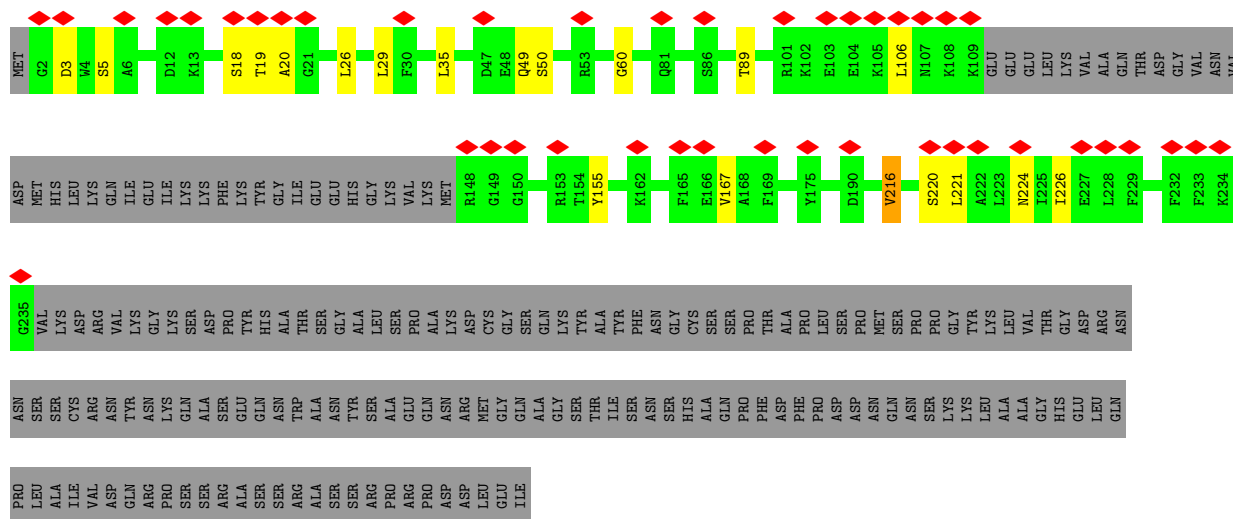 MET G2 D3 W4 S5 A6 D12 K13 S18 T19 A20 G21 L26 L29 F30 L35 D47 E48 Q49 S50 R53 G60 Q81 S86 T89 R101 K102 E103 E104 K105 L106 N107 K108 K109 GLU GLU GLU LEU LYS VAL ALA GLN THR ASP GLY VAL ASN VAL
ASP MET HIS LEU LYS GLN ILE GLU ILE LYS LYS PHE LYS TYR GLY ILE GLU GLU HIS GLY LYS VAL LYS MET R148 G149 G150 R153 T154 Y155 K162 F165 E166 V167 A168 F169 Y175 D190 V216 S220 L221 A222 L223 N224 I225 I226 E227 L228 F229 F232 F233 K234
G235 VAL LYS ASP ARG VAL LYS GLY LYS SER ASP PRO TYR HIS ALA THR SER GLY ALA LEU SER PRO ALA LYS ASP CYS GLY SER GLN LYS TYR ALA TYR PHE ASN GLY CYS SER SER PRO THR ALA PRO LEU SER PRO MET SER PRO PRO GLY TYR LYS LEU VAL THR GLY ASP ARG ASN
ASN SER SER CYS ARG ASN TYR ASN LYS GLN ALA SER GLU GLN ASN TRP ALA ASN TYR SER ALA GLU GLN ASN ARG MET GLY GLN ALA GLY SER THR ILE SER ASN SER HIS ALA GLN PRO PHE ASP PHE PRO ASP ASP ASN GLN ASN SER LYS LYS LEU ALA ALA GLY HIS GLU LEU GLN
PRO LEU ALA ILE VAL ASP GLN ARG PRO SER SER ARG ALA SER SER ARG ALA SER SER ARG PRO ARG PRO ASP ASP LEU GLU ILE